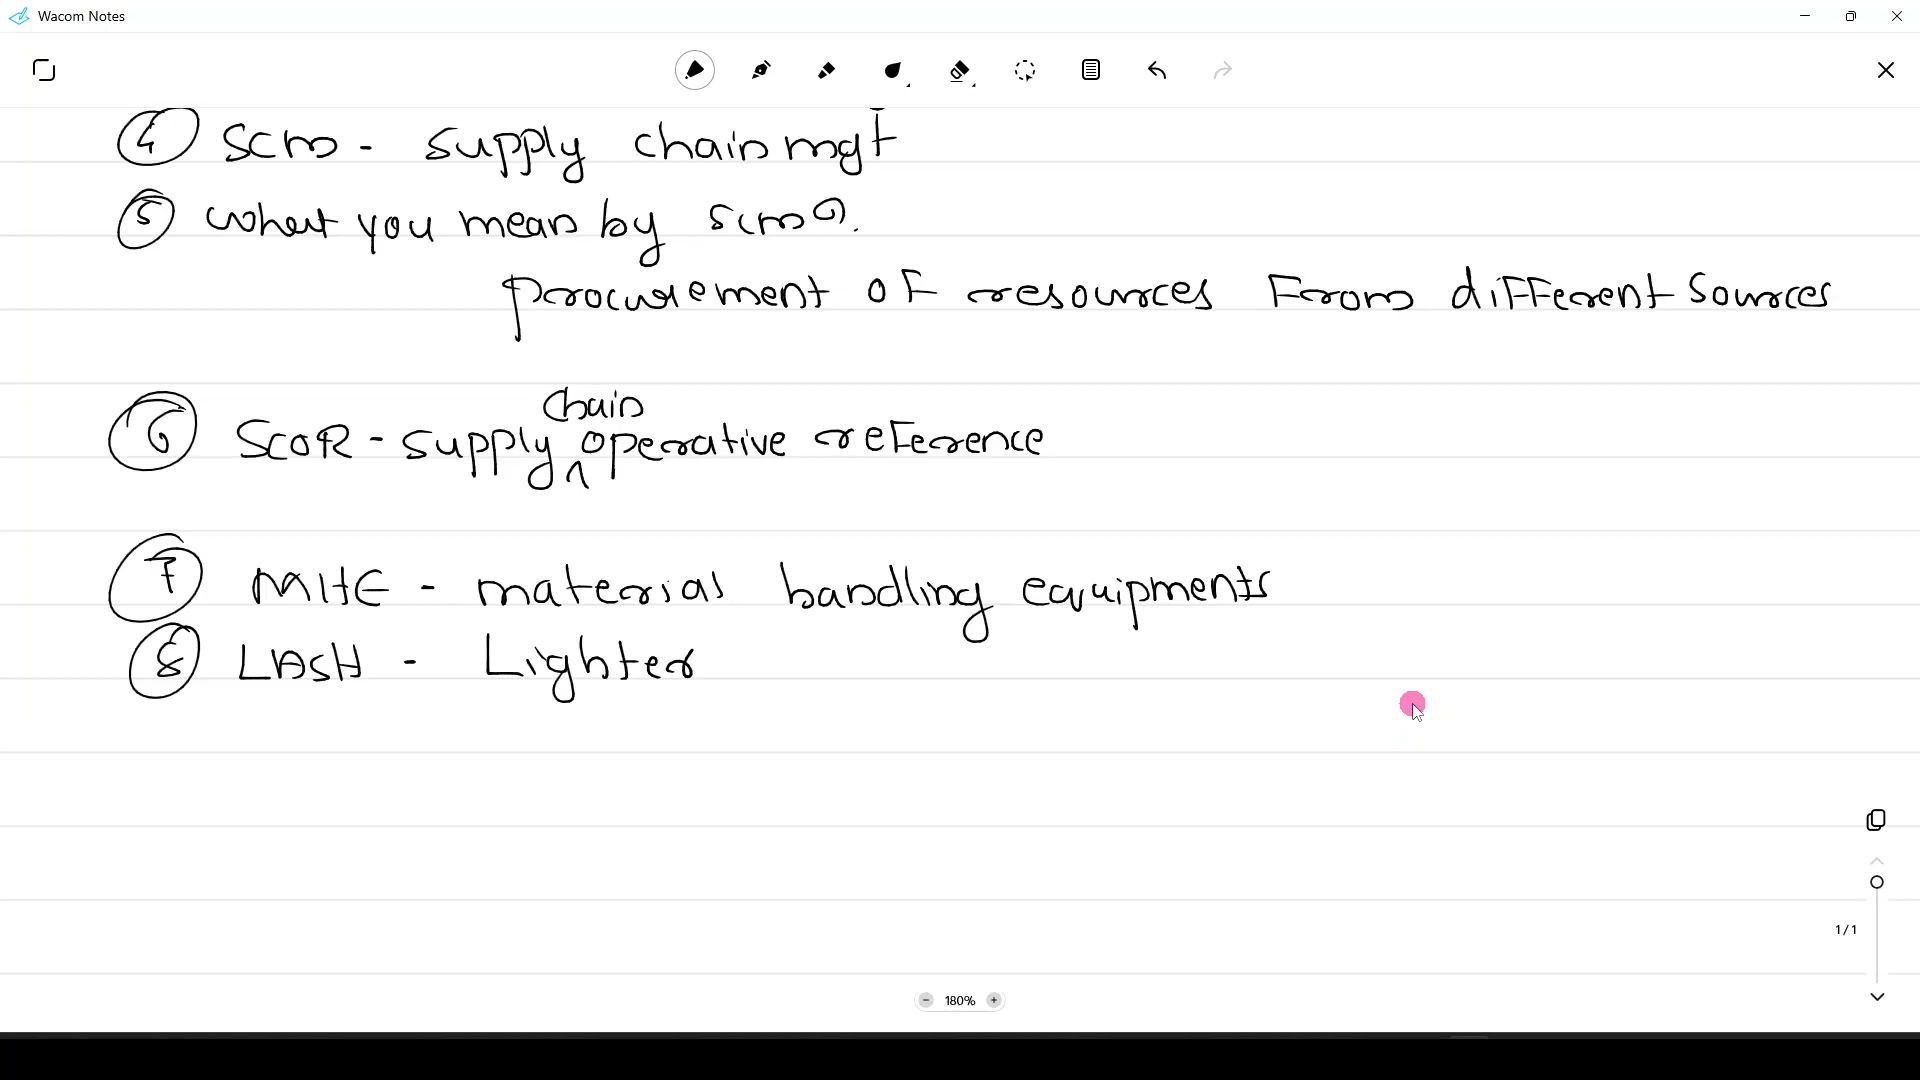 Wacom Notes
④ SCM - supply chain mgt
⑤ What you mean by SCM?
procurement of resources from different sources
chain
⑥ SCOR - supply ^ operative reference
⑦ MHE - material handling equipments
⑧ LASH - Lighter
1/1
180%